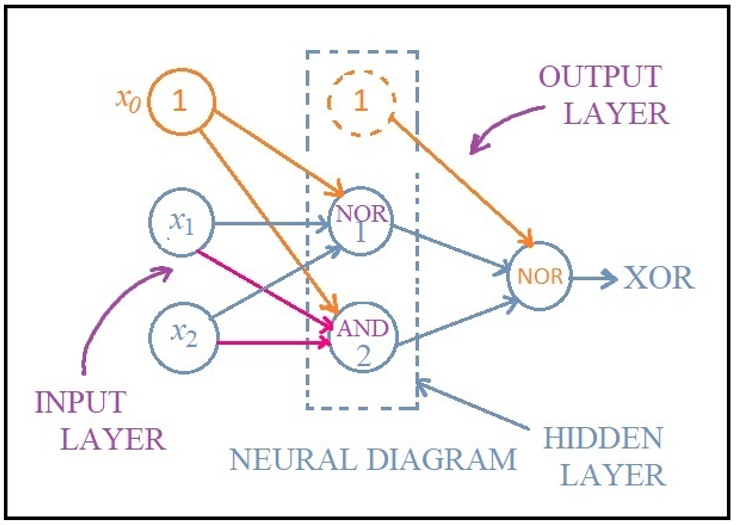 x0
1
1
OUTPUT
LAYER
x1
NOR
1
NOR
XOR
x2
AND
2
INPUT
LAYER
NEURAL DIAGRAM
HIDDEN
LAYER